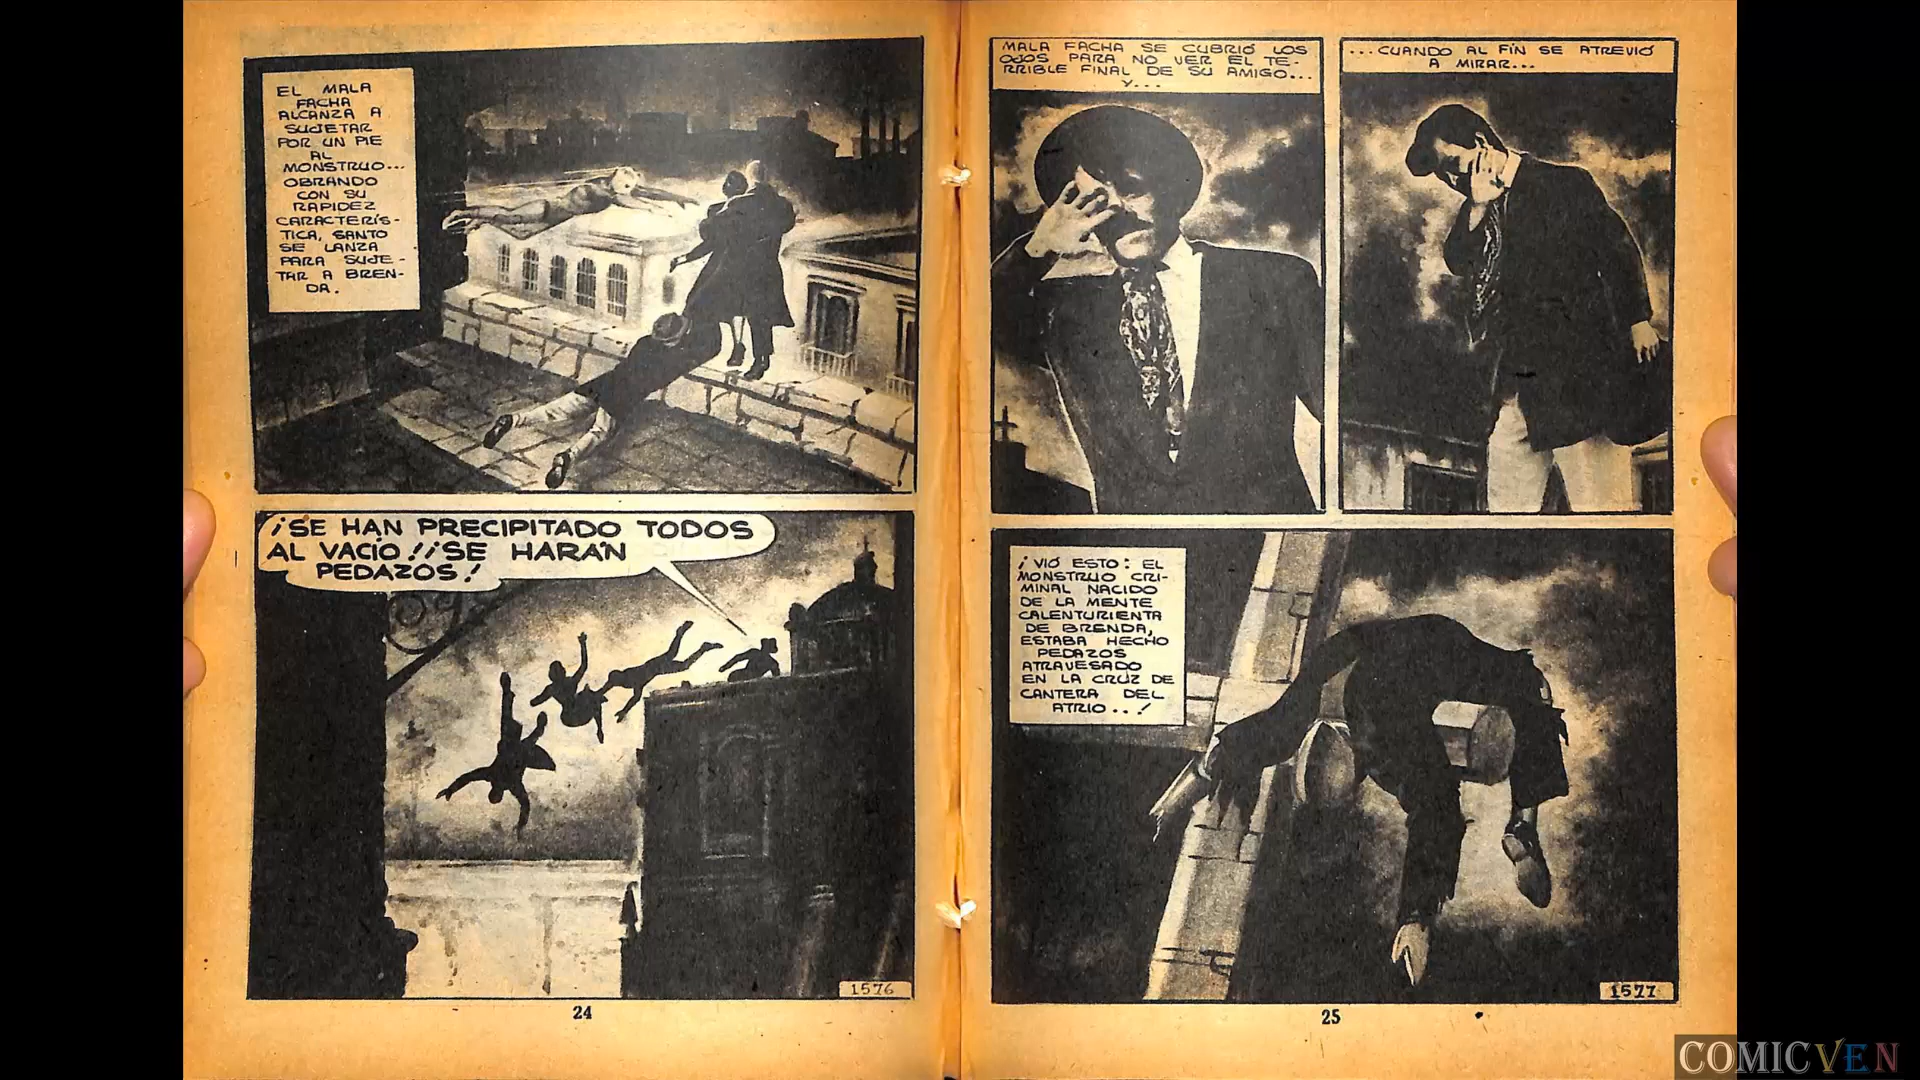 EL MALA
FACHA
ALCANZA A
SUJETAR
POR UN PIE
AL
MONSTRUO...
OBRANDO
CON SU
RAPIDEZ
CARACTERÍS-
TICA, SANTO
SE LANZA
PARA SUJE-
TAR A BREN-
DA.
¡SE HAN PRECIPITADO TODOS
AL VACIO!¡SE HARÁN
PEDAZOS!
1576
24
MALA FACHA SE CUBRIÓ LOS
OJOS PARA NO VER EL TE-
RRIBLE FINAL DE SU AMIGO...
Y...
...CUANDO AL FÍN SE ATREVIÓ
A MIRAR...
¡VIÓ ESTO: EL
MONSTRUO CRI-
MINAL NACIDO
DE LA MENTE
CALENTURIENTA
DE BRENDA,
ESTABA HECHO
PEDAZOS
ATRAVESADO
EN LA CRUZ DE
CANTERA DEL
ATRIO..!
1577
25
COMICVEN